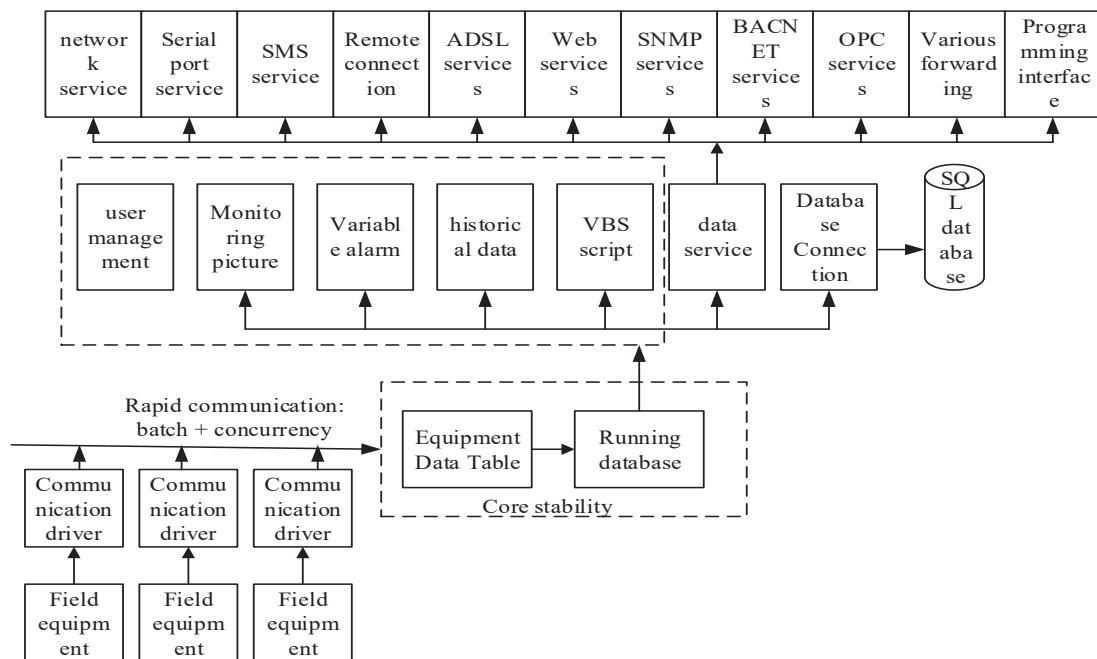 networ
k service
Serial
port
service
SMS
service
Remote
connect
ion
ADSL
service
s
Web
service
s
SNMP
service
s
BACN
ET
service
s
OPC
service
s
Various
forward
ing
Progra
mming
interfac
e
user
manage
ment
Monito
ring
picture
Variabl
e alarm
historic
al data
VBS
script
data
service
Databa
se
Connec
tion
SQ
L
dat
aba
se
Rapid communication:
batch + concurrency
Equipment
Data Table
Running
database
Core stability
Commu
nication
driver
Commu
nication
driver
Commu
nication
driver
Field
equipm
ent
Field
equipm
ent
Field
equipm
ent